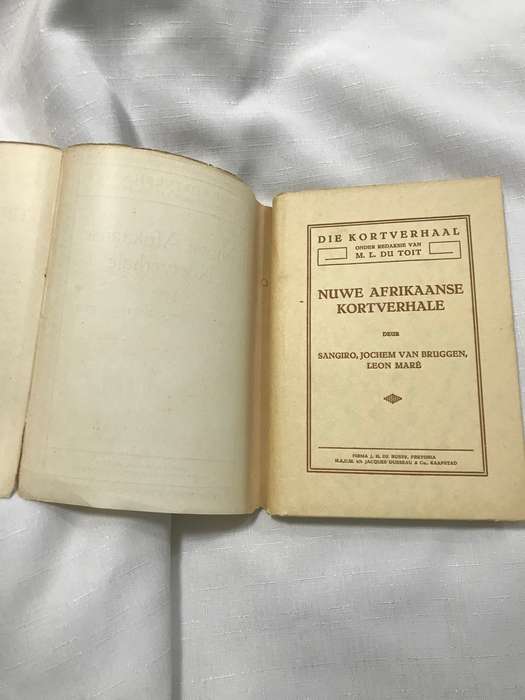 DIE KORTVERHAAL
ONDER REDAKSIE VAN
M. L. DU TOIT
NUWE AFRIKAANSE
KORTVERHALE
DEUR
SANGIRO, JOCHEM VAN BRUGGEN,
LEON MARÉ
FIRMA J. H. DE BUSSY, PRETORIA
H.A.U.M. v/h JACQUES DUSSEAU & Co., KAAPSTAD